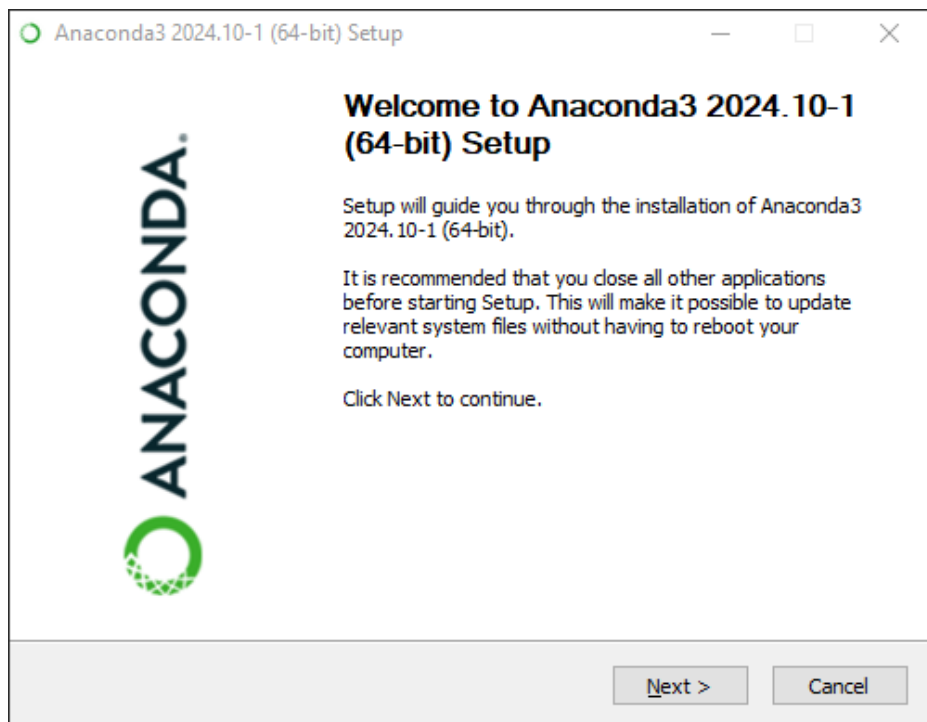 Anaconda3 2024.10-1 (64-bit) Setup
Welcome to Anaconda3 2024.10-1
(64-bit) Setup
Setup will guide you through the installation of Anaconda3
2024.10-1 (64-bit).
It is recommended that you close all other applications
before starting Setup. This will make it possible to update
relevant system files without having to reboot your
computer.
Click Next to continue.
ANACONDA.
Next >
Cancel